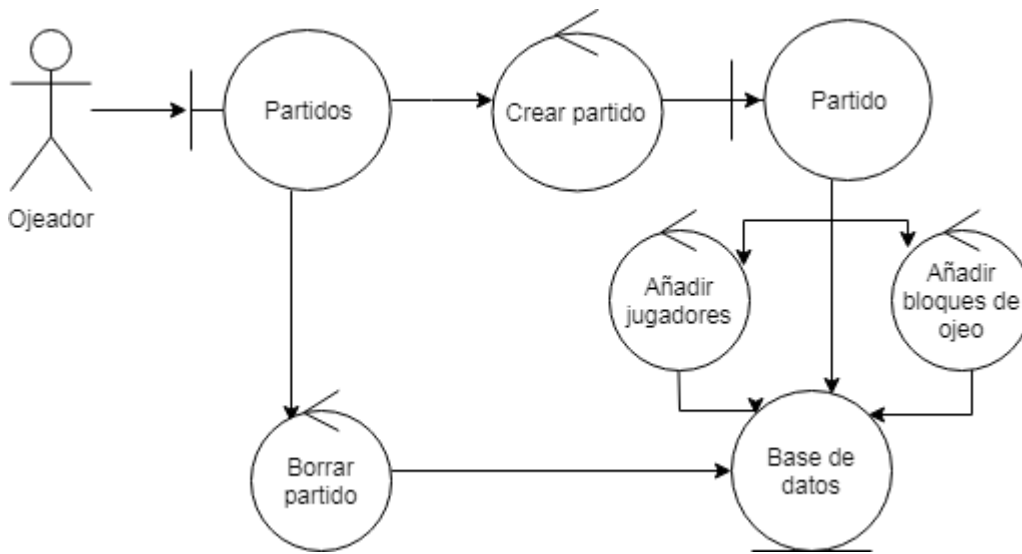 Partidos
Crear partido
Partido
Ojeador
Añadir
jugadores
Añadir
bloques de
ojeo
Borrar
partido
Base de
datos